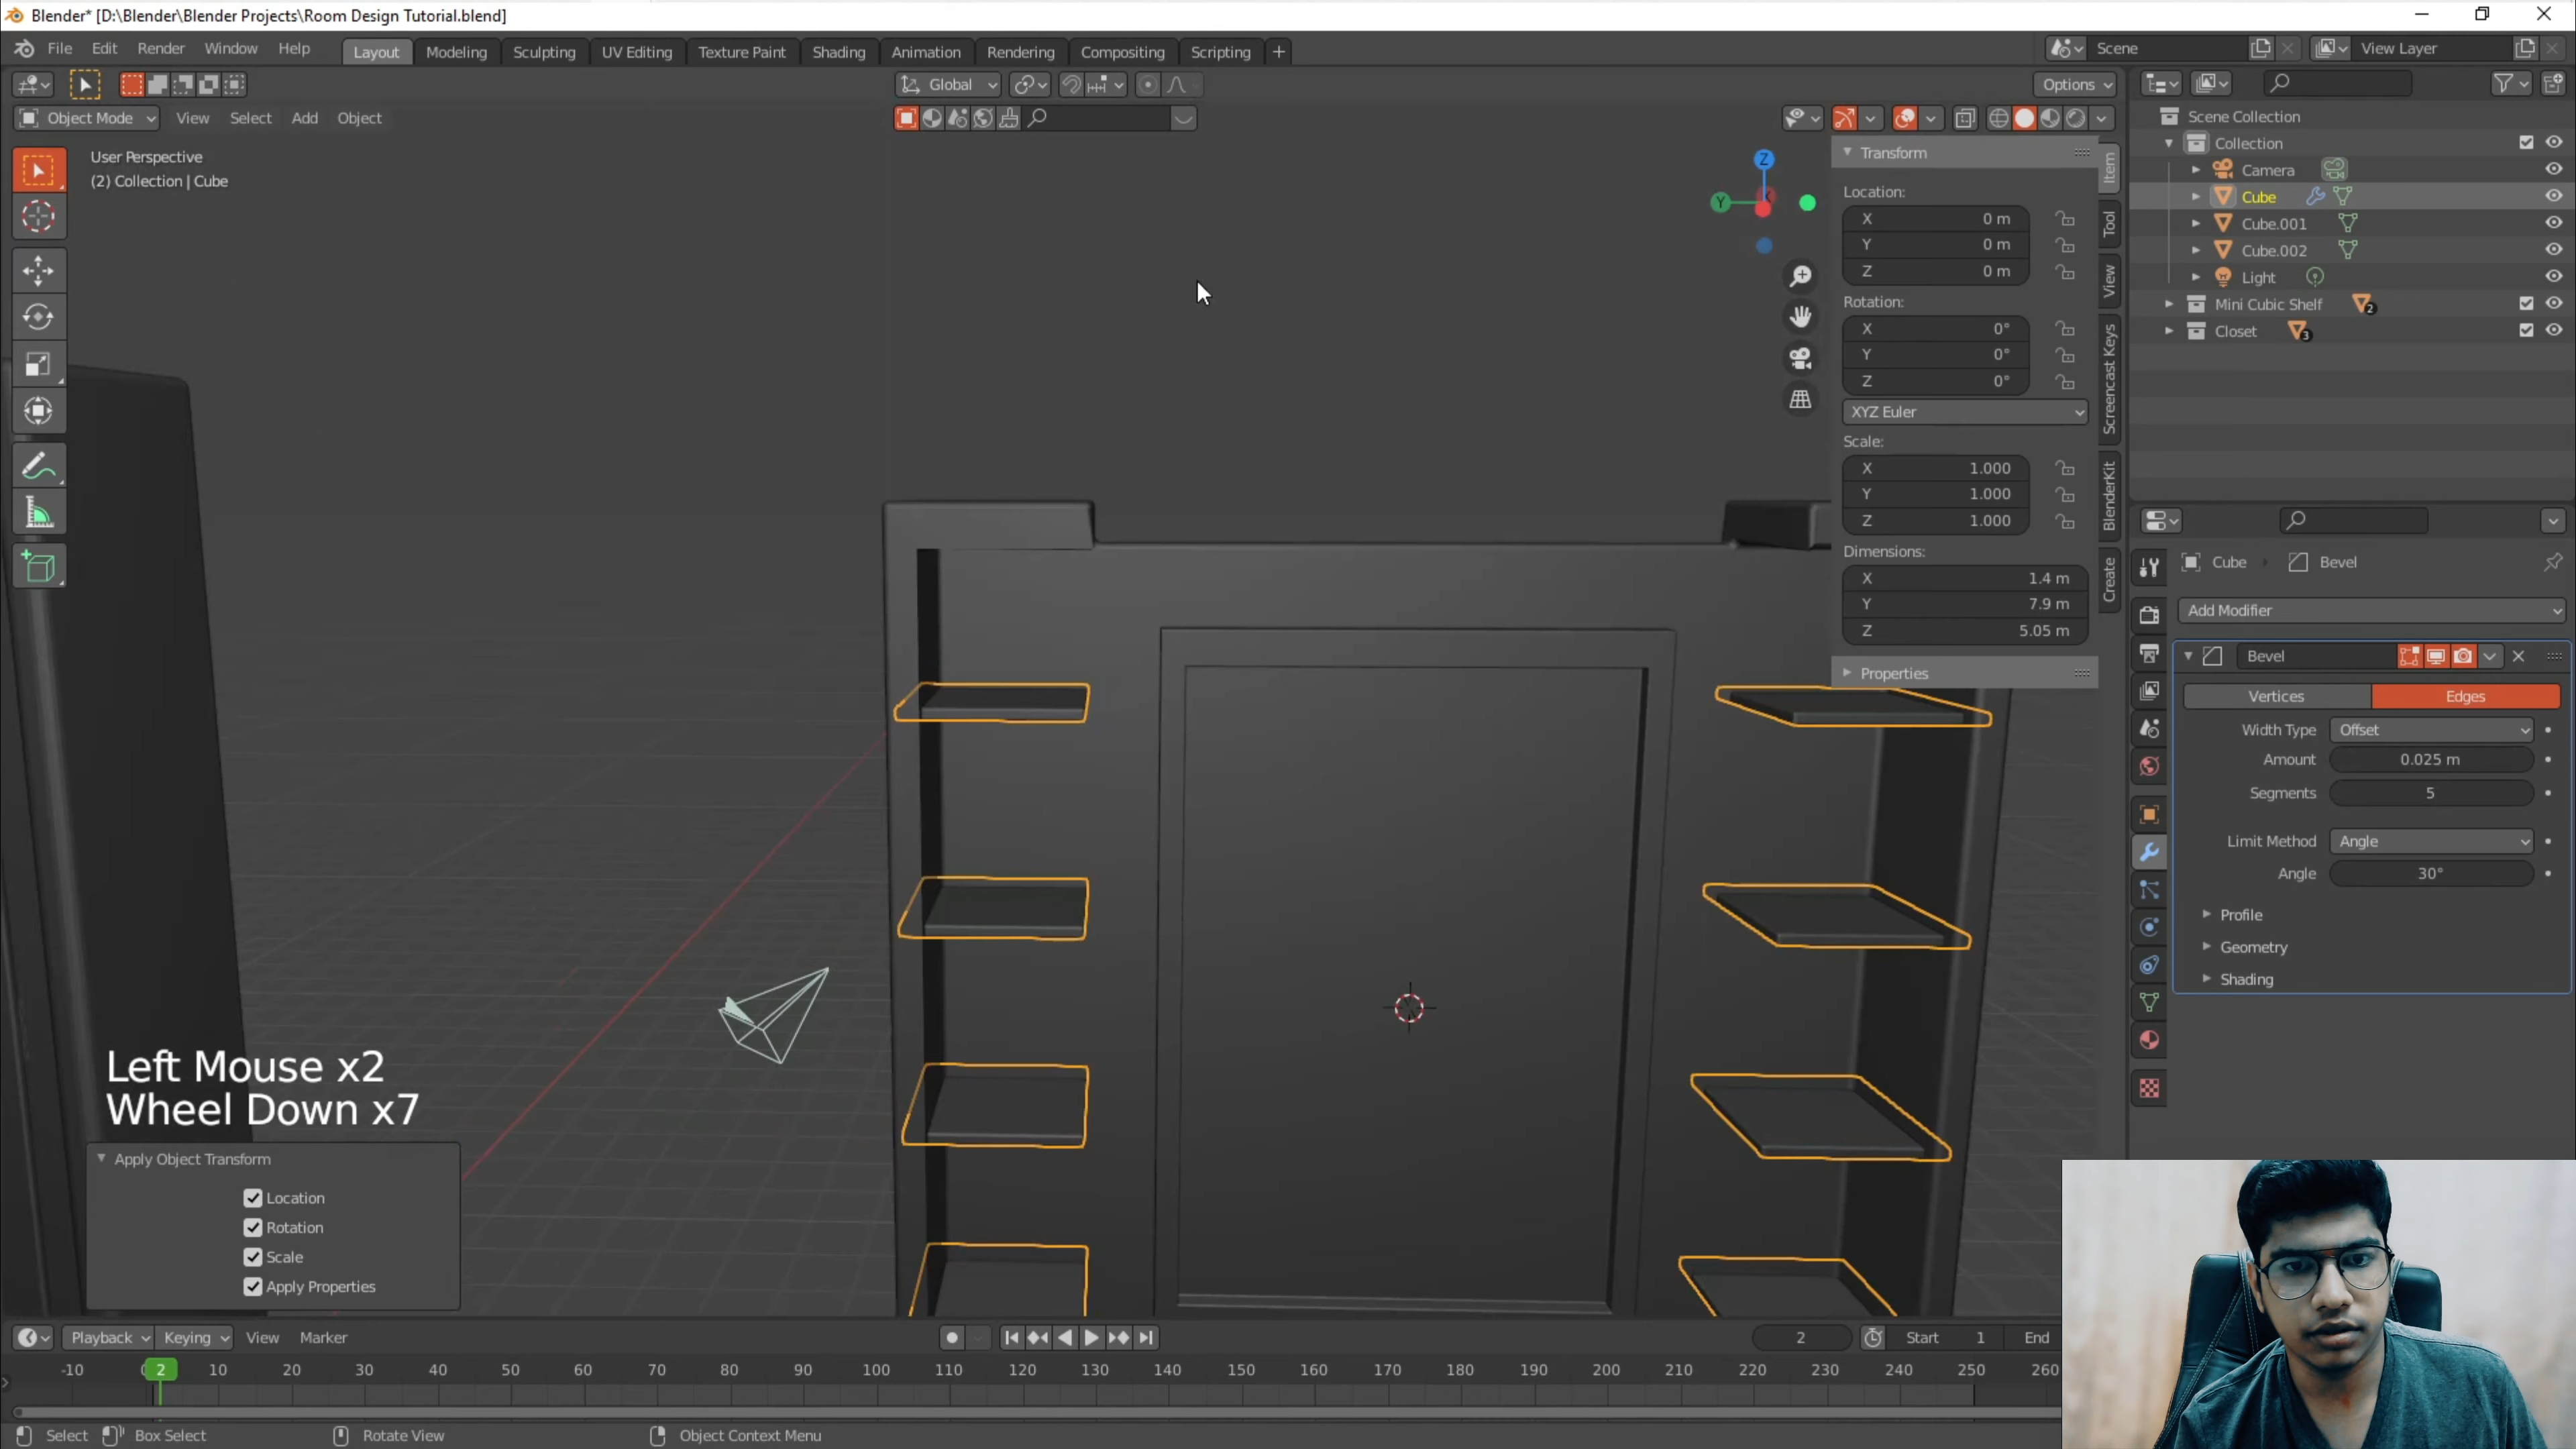 Blender* [D:\Blender\Blender Projects\Room Design Tutorial.blend]
File Edit Render Window Help Layout Modeling Sculpting UV Editing Texture Paint Shading Animation Rendering Compositing Scripting + Scene View Layer
Global Options
Object Mode View Select Add Object
User Perspective
(2) Collection | Cube
Z
Y
Transform
Location:
X 0 m
Y 0 m
Z 0 m
Rotation:
X 0°
Y 0°
Z 0°
XYZ Euler
Scale:
X 1.000
Y 1.000
Z 1.000
Dimensions:
X 1.4 m
Y 7.9 m
Z 5.05 m
Properties
Item
Tool
View
Screencast Keys
BlenderKit
Create
Scene Collection
Collection
Camera
Cube
Cube.001
Cube.002
Light
Mini Cubic Shelf 2
Closet 3
Cube Bevel
Add Modifier
Bevel
Vertices Edges
Width Type Offset
Amount 0.025 m
Segments 5
Limit Method Angle
Angle 30°
Profile
Geometry
Shading
Left Mouse x2
Wheel Down x7
Apply Object Transform
Location
Rotation
Scale
Apply Properties
Playback Keying View Marker 2 Start 1 End
-10 0 2 10 20 30 40 50 60 70 80 90 100 110 120 130 140 150 160 170 180 190 200 210 220 230 240 250 260
Select Box Select Rotate View Object Context Menu